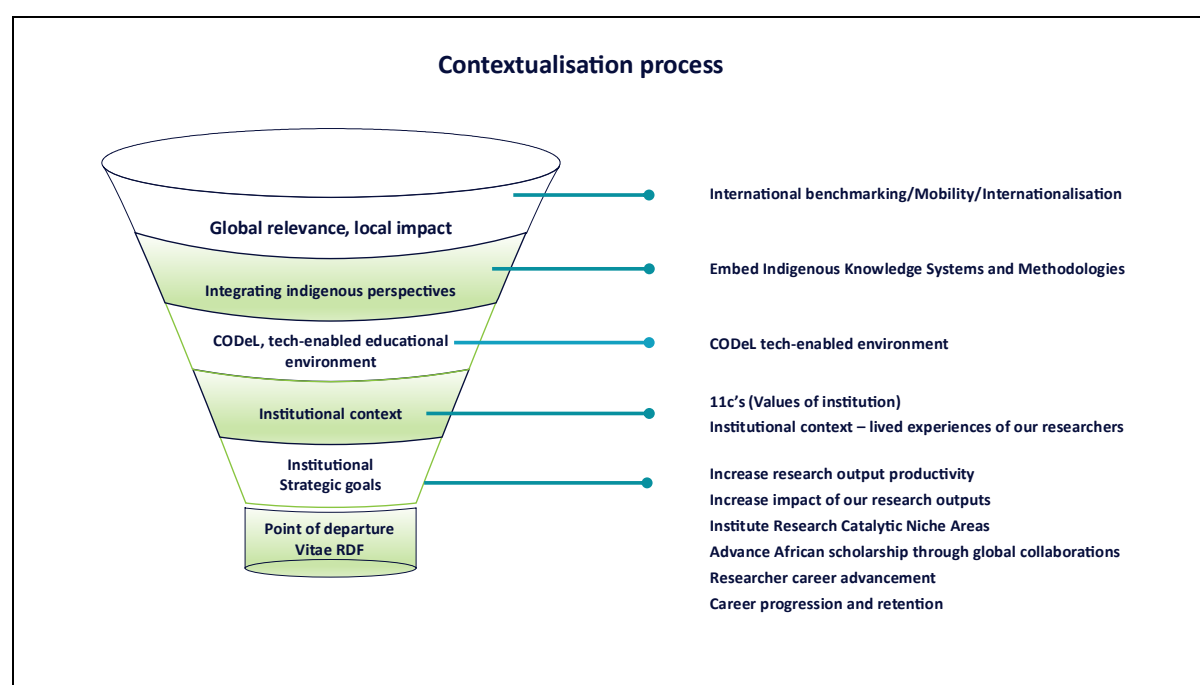 Contextualisation process
Global relevance, local impact
International benchmarking/Mobility/Internationalisation
Integrating indigenous perspectives
Embed Indigenous Knowledge Systems and Methodologies
CODeL, tech-enabled educational
environment
CODeL tech-enabled environment
Institutional context
11c's (Values of institution)
Institutional context – lived experiences of our researchers
Institutional
Strategic goals
Increase research output productivity
Increase impact of our research outputs
Institute Research Catalytic Niche Areas
Advance African scholarship through global collaborations
Researcher career advancement
Career progression and retention
Point of departure
Vitae RDF